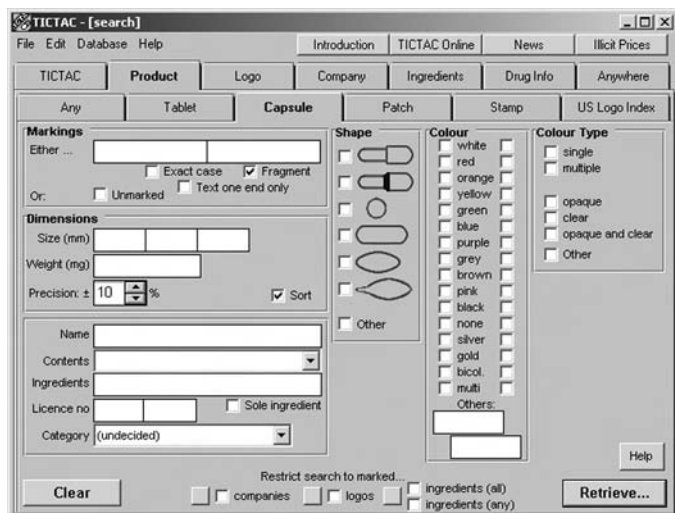 TICTAC - [search]
File Edit Database Help
Introduction TICTAC Online News Illicit Prices
TICTAC Product Logo Company Ingredients Drug Info Anywhere
Any Tablet Capsule Patch Stamp US Logo Index
Markings
Either ...
Exact case Fragment
Or: Unmarked Text one end only
Dimensions
Size (mm)
Weight (mg)
Precision: ± 10 %
Sort
Name
Contents
Ingredients
Licence no
Sole ingredient
Category (undecided)
Shape
Other
Colour
white
red
orange
yellow
green
blue
purple
grey
brown
pink
black
none
silver
gold
bicol.
multi
Others:
Colour Type
single
multiple
opaque
clear
opaque and clear
Other
Help
Clear
Restrict search to marked...
companies logos ingredients (all)
ingredients (any)
Retrieve...